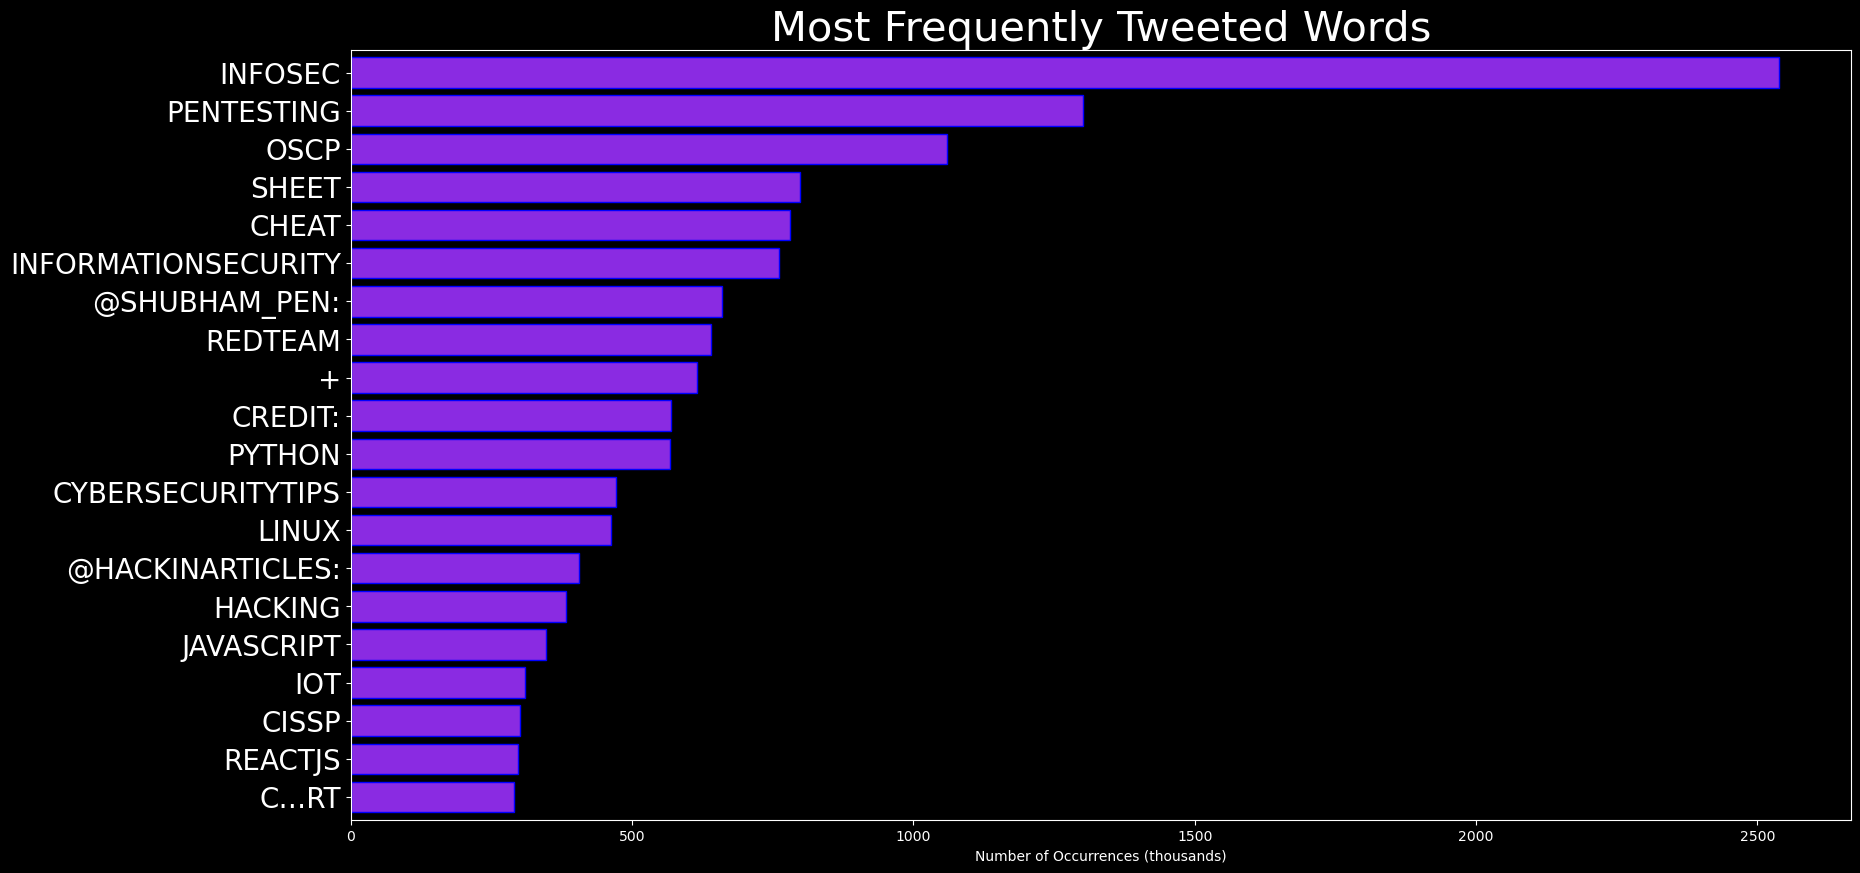 Most Frequently Tweeted Words
INFOSEC
PENTESTING
OSCP
SHEET
CHEAT
INFORMATIONSECURITY
@SHUBHAM_PEN:
REDTEAM
+
CREDIT:
PYTHON
CYBERSECURITYTIPS
LINUX
@HACKINARTICLES:
HACKING
JAVASCRIPT
IOT
CISSP
REACTJS
C…RT
0 500 1000 1500 2000 2500
Number of Occurrences (thousands)